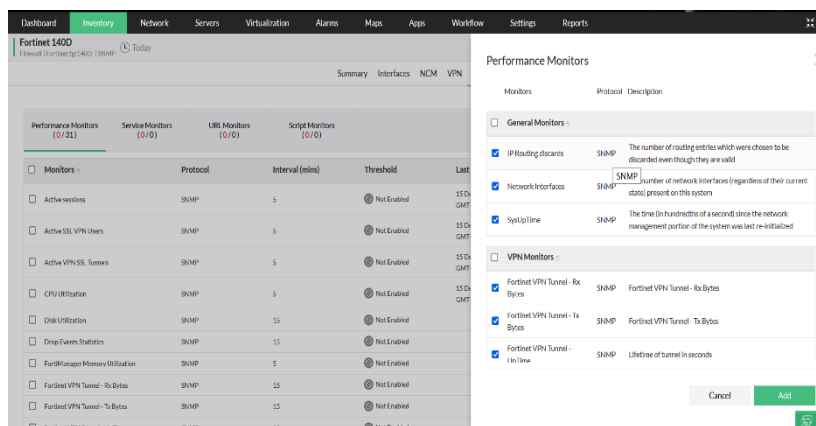 Dashboard Inventory Network Servers Virtualization Alarms Maps Apps Workflow Settings Reports
Fortinet 140D
Today
Firewall | Fortinet fgt140D | SNMP
Summary Interfaces NCM VPN
Performance Monitors Service Monitors URL Monitors Script Monitors
(0/31) (0/0) (0/0) (0/0)
Monitors Protocol Interval (mins) Threshold Last
Active sessions SNMP 5 Not Enabled
Active SSL VPN Users SNMP 5 Not Enabled
Active VPN SSL Tunnels SNMP 5 Not Enabled
CPU Utilization SNMP 5 Not Enabled
Disk Utilization SNMP 15 Not Enabled
Drop Events Statistics SNMP 15 Not Enabled
FortiManager Memory Utilization SNMP 5 Not Enabled
Fortinet VPN Tunnel - Rx Bytes SNMP 15 Not Enabled
Fortinet VPN Tunnel - Tx Bytes SNMP 15 Not Enabled
Performance Monitors
Monitors Protocol Description
General Monitors
IP Routing discards SNMP The number of routing entries which were chosen to be
discarded even though they are valid
SNMP
Network Interfaces SNMP number of network interfaces (regardless of their current
state) present on this system
SysUpTime SNMP The time (in hundredths of a second) since the network
management portion of the system was last re-initialized
VPN Monitors
Fortinet VPN Tunnel - Rx
Bytes SNMP Fortinet VPN Tunnel - Rx Bytes
Fortinet VPN Tunnel - Tx
Bytes SNMP Fortinet VPN Tunnel - Tx Bytes
Fortinet VPN Tunnel -
UpTime SNMP Lifetime of tunnel in seconds
Cancel Add